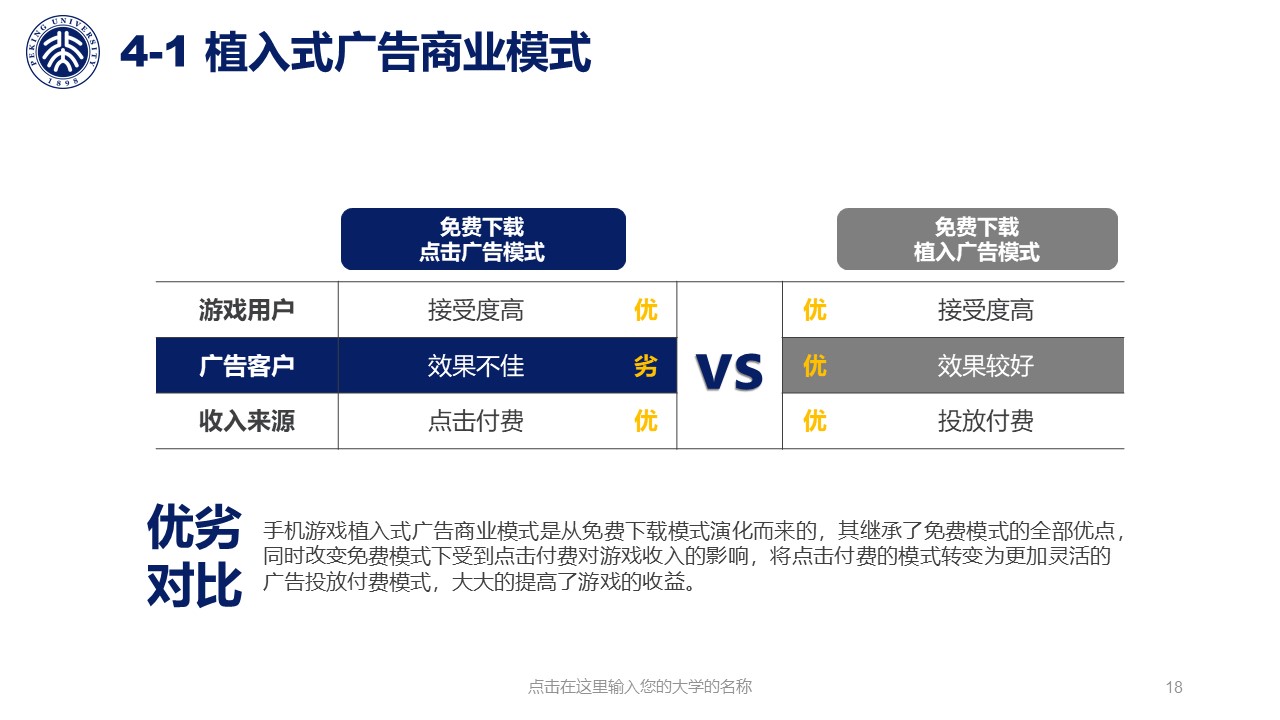 PEKING UNIVERSITY
1898
4-1 植入式广告商业模式
免费下载
点击广告模式
免费下载
植入广告模式
游戏用户 接受度高 优 优 接受度高
广告客户 效果不佳 劣 VS 优 效果较好
收入来源 点击付费 优 优 投放付费
优劣
对比
手机游戏植入式广告商业模式是从免费下载模式演化而来的，其继承了免费模式的全部优点，
同时改变免费模式下受到点击付费对游戏收入的影响，将点击付费的模式转变为更加灵活的
广告投放付费模式，大大的提高了游戏的收益。
点击在这里输入您的大学的名称
18